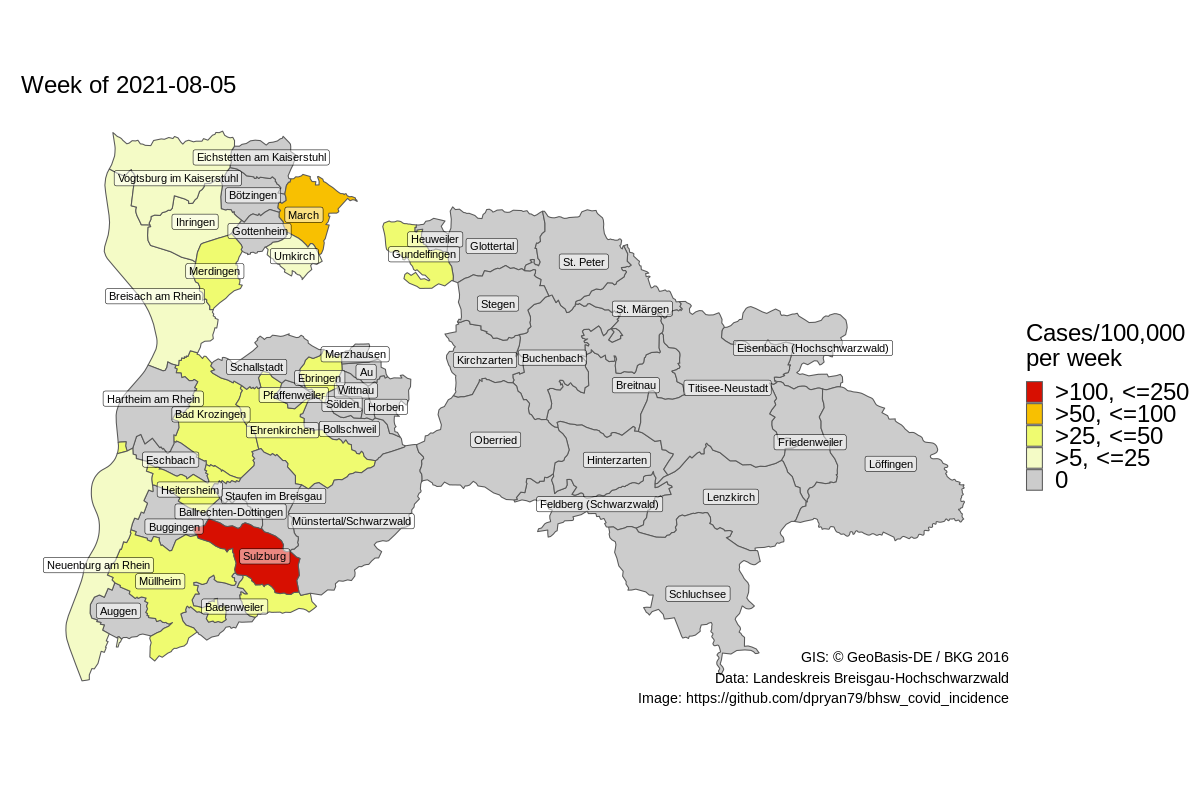 Week of 2021-08-05
Eichstetten am Kaiserstuhl
Vogtsburg im Kaiserstuhl
Bötzingen
March
Ihringen
Gottenheim
Umkirch
Merdingen
Breisach am Rhein
Heuweiler
Gundelfingen
Glottertal
St. Peter
Stegen
St. Märgen
Eisenbach (Hochschwarzwald)
Kirchzarten
Buchenbach
Breitnau
Titisee-Neustadt
Merzhausen
Schallstadt
Au
Ebringen
Wittnau
Pfaffenweiler
Sölden
Horben
Hartheim am Rhein
Bad Krozingen
Ehrenkirchen
Bollschweil
Oberried
Friedenweiler
Löffingen
Hinterzarten
Eschbach
Heitersheim
Staufen im Breisgau
Ballrechten-Dottingen
Feldberg (Schwarzwald)
Lenzkirch
Buggingen
Münstertal/Schwarzwald
Sulzburg
Neuenburg am Rhein
Müllheim
Badenweiler
Auggen
Schluchsee
Cases/100,000
per week
>100, <=250
>50, <=100
>25, <=50
>5, <=25
0
GIS: © GeoBasis-DE / BKG 2016
Data: Landeskreis Breisgau-Hochschwarzwald
Image: https://github.com/dpryan79/bhsw_covid_incidence